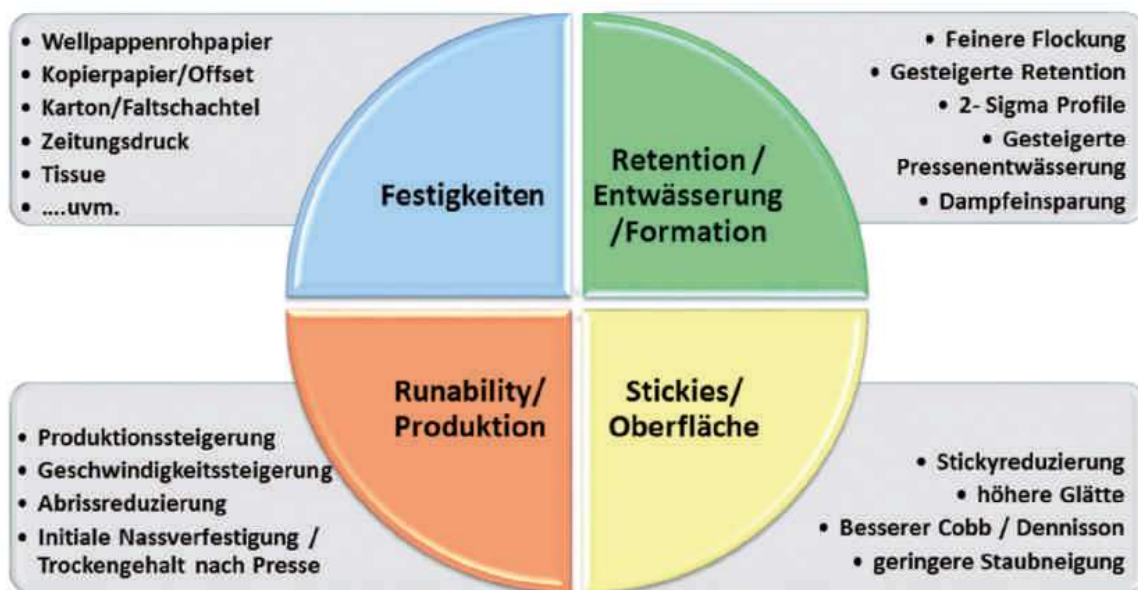 • Wellpappenrohpapier
• Kopierpapier/Offset
• Karton/Faltschachtel
• Zeitungsdruck
• Tissue
• ....uvm.
Festigkeiten
Retention /
Entwässerung
/Formation
• Feinere Flockung
• Gesteigerte Retention
• 2- Sigma Profile
• Gesteigerte
Pressenentwässerung
• Dampfeinsparung
Runability/
Produktion
Stickies/
Oberfläche
• Produktionssteigerung
• Geschwindigkeitssteigerung
• Abrissreduzierung
• Initiale Nassverfestigung /
Trockengehalt nach Presse
• Stickyreduzierung
• höhere Glätte
• Besserer Cobb / Dennisson
• geringere Staubneigung